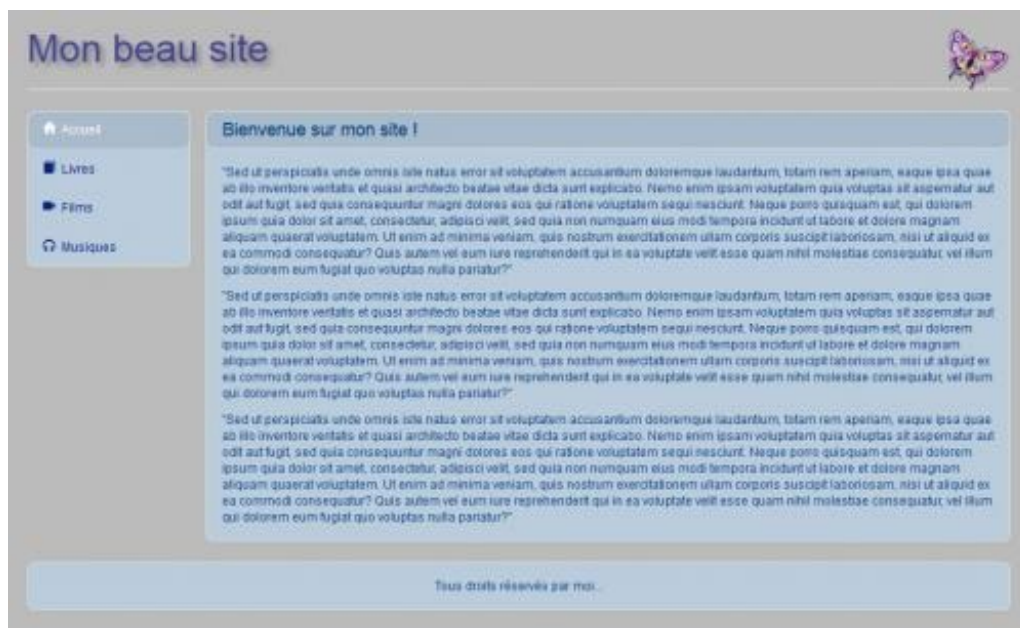 Mon beau site
Accueil
Livres
Films
Musiques
Bienvenue sur mon site !
"Sed ut perspiciatis unde omnis iste natus error sit voluptatem accusantium doloremque laudantium, totam rem aperiam, eaque ipsa quae
ab illo inventore veritatis et quasi architecto beatae vitae dicta sunt explicabo. Nemo enim ipsam voluptatem quia voluptas sit aspernatur aut
odit aut fugit, sed quia consequuntur magni dolores eos qui ratione voluptatem sequi nesciunt. Neque porro quisquam est, qui dolorem
ipsum quia dolor sit amet, consectetur, adipisci velit, sed quia non numquam eius modi tempora incidunt ut labore et dolore magnam
aliquam quaerat voluptatem. Ut enim ad minima veniam, quis nostrum exercitationem ullam corporis suscipit laboriosam, nisi ut aliquid ex
ea commodi consequatur? Quis autem vel eum iure reprehenderit qui in ea voluptate velit esse quam nihil molestiae consequatur, vel illum
qui dolorem eum fugiat quo voluptas nulla pariatur?"
"Sed ut perspiciatis unde omnis iste natus error sit voluptatem accusantium doloremque laudantium, totam rem aperiam, eaque ipsa quae
ab illo inventore veritatis et quasi architecto beatae vitae dicta sunt explicabo. Nemo enim ipsam voluptatem quia voluptas sit aspernatur aut
odit aut fugit, sed quia consequuntur magni dolores eos qui ratione voluptatem sequi nesciunt. Neque porro quisquam est, qui dolorem
ipsum quia dolor sit amet, consectetur, adipisci velit, sed quia non numquam eius modi tempora incidunt ut labore et dolore magnam
aliquam quaerat voluptatem. Ut enim ad minima veniam, quis nostrum exercitationem ullam corporis suscipit laboriosam, nisi ut aliquid ex
ea commodi consequatur? Quis autem vel eum iure reprehenderit qui in ea voluptate velit esse quam nihil molestiae consequatur, vel illum
qui dolorem eum fugiat quo voluptas nulla pariatur?"
"Sed ut perspiciatis unde omnis iste natus error sit voluptatem accusantium doloremque laudantium, totam rem aperiam, eaque ipsa quae
ab illo inventore veritatis et quasi architecto beatae vitae dicta sunt explicabo. Nemo enim ipsam voluptatem quia voluptas sit aspernatur aut
odit aut fugit, sed quia consequuntur magni dolores eos qui ratione voluptatem sequi nesciunt. Neque porro quisquam est, qui dolorem
ipsum quia dolor sit amet, consectetur, adipisci velit, sed quia non numquam eius modi tempora incidunt ut labore et dolore magnam
aliquam quaerat voluptatem. Ut enim ad minima veniam, quis nostrum exercitationem ullam corporis suscipit laboriosam, nisi ut aliquid ex
ea commodi consequatur? Quis autem vel eum iure reprehenderit qui in ea voluptate velit esse quam nihil molestiae consequatur, vel illum
qui dolorem eum fugiat quo voluptas nulla pariatur?"
Tous droits réservés par moi...